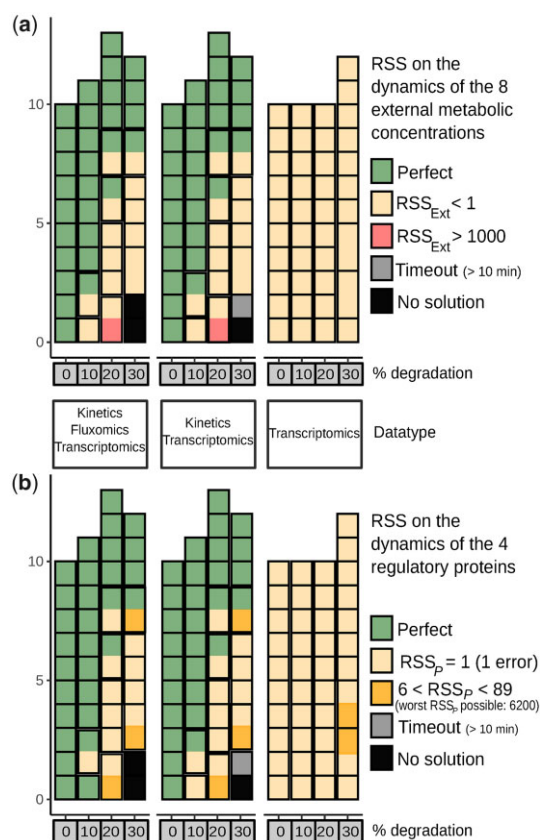 (a)
RSS on the
dynamics of the 8
external metabolic
concentrations
10
5
0
Perfect
RSS_Ext < 1
RSS_Ext > 1000
Timeout (> 10 min)
No solution
0 10 20 30 0 10 20 30 0 10 20 30 % degradation
Kinetics
Fluxomics
Transcriptomics
Kinetics
Transcriptomics
Transcriptomics
Datatype
(b)
RSS on the
dynamics of the 4
regulatory proteins
10
5
0
Perfect
RSS_P = 1 (1 error)
6 < RSS_P < 89
(worst RSS_P possible: 6200)
Timeout (> 10 min)
No solution
0 10 20 30 0 10 20 30 0 10 20 30 % degradation